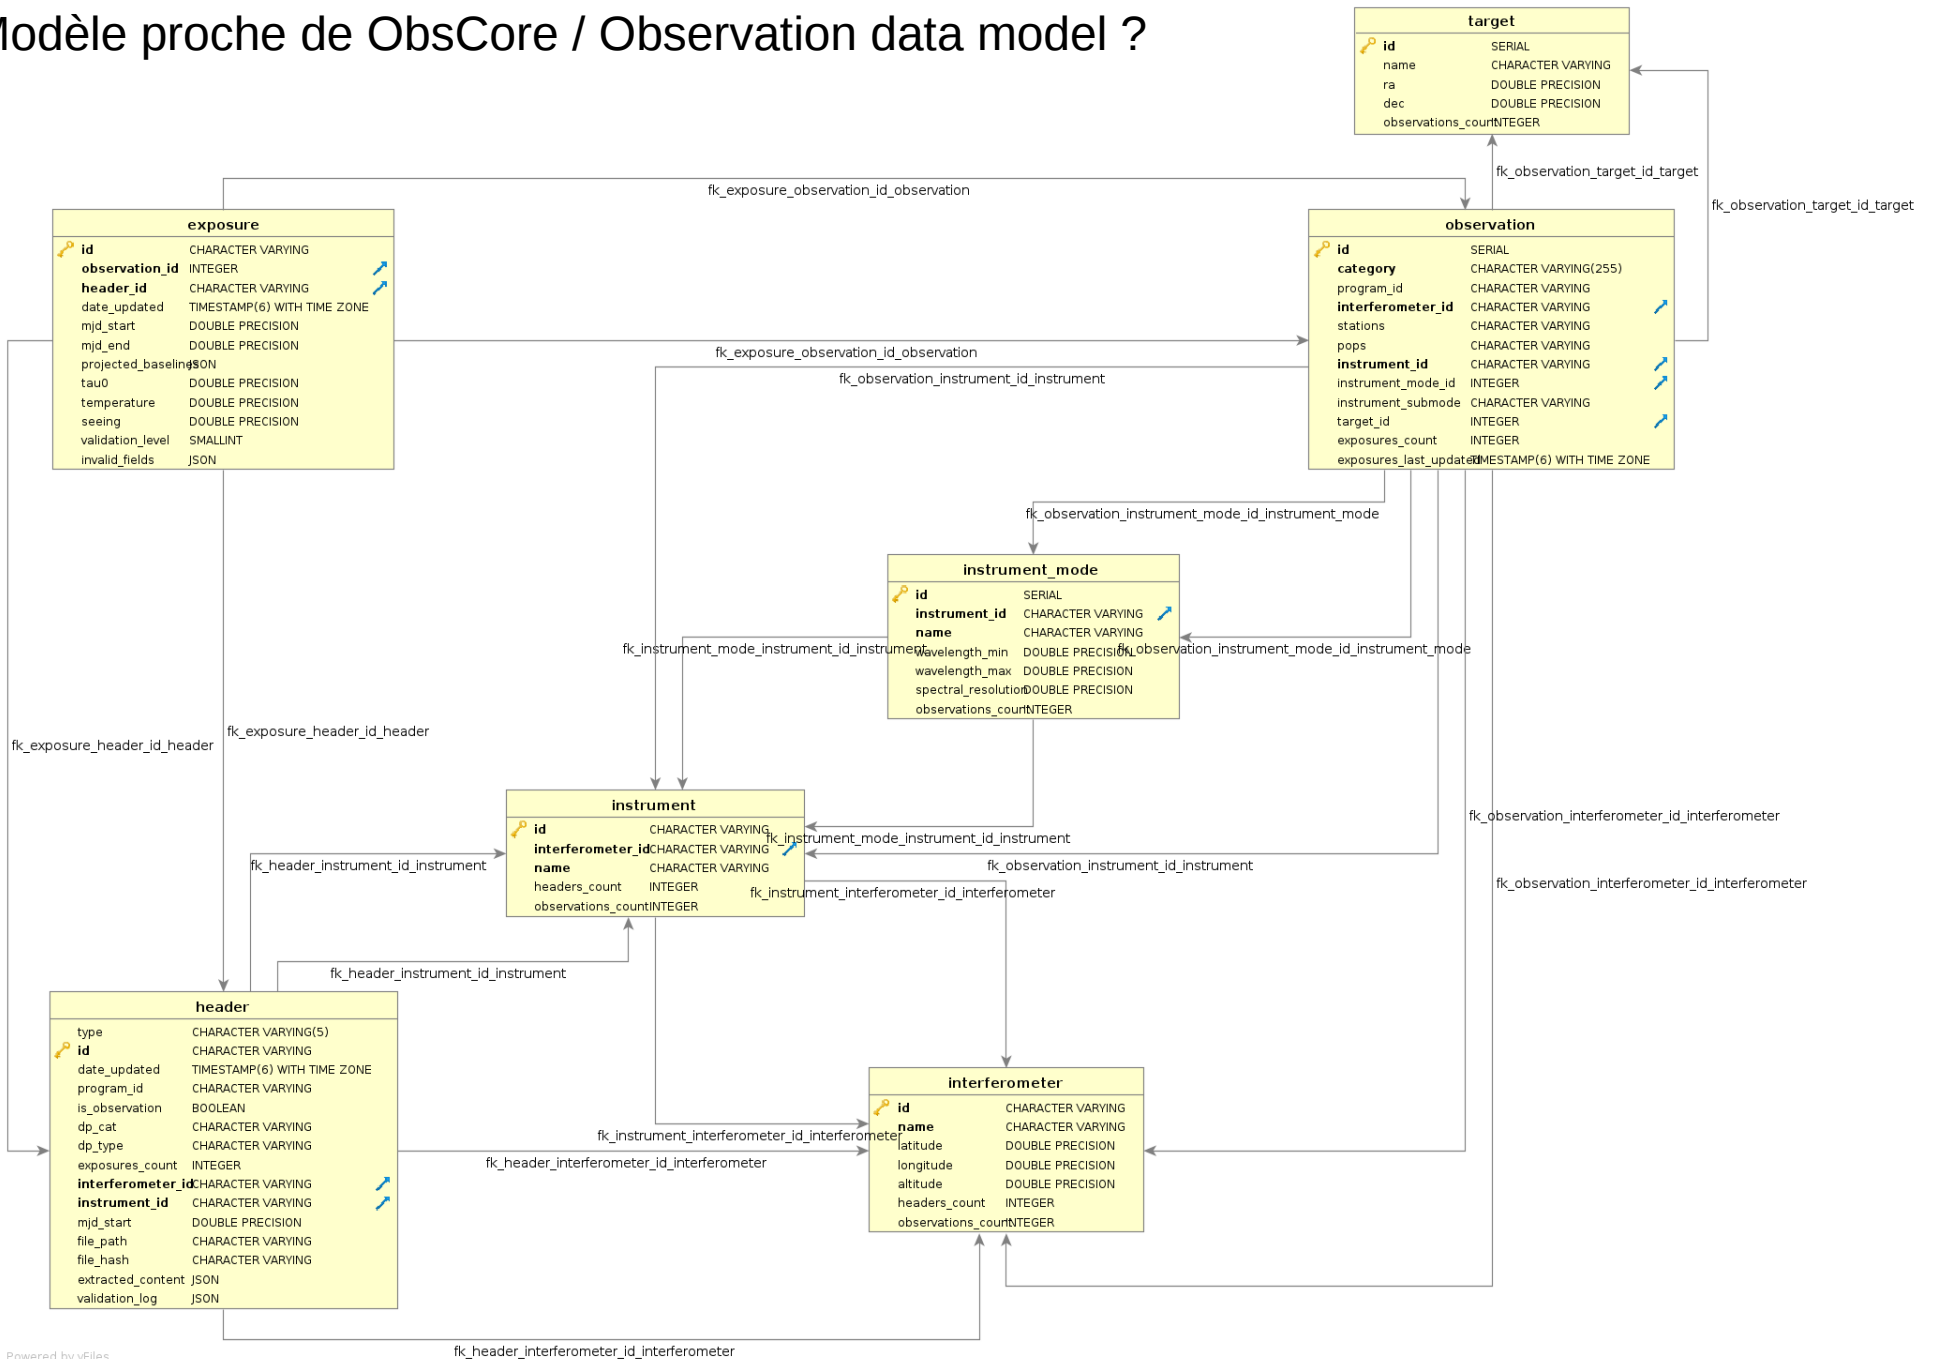 Modèle proche de ObsCore / Observation data model ?
target
id SERIAL
name CHARACTER VARYING
ra DOUBLE PRECISION
dec DOUBLE PRECISION
observations_count INTEGER
fk_observation_target_id_target
fk_observation_target_id_target
fk_exposure_observation_id_observation
exposure
id CHARACTER VARYING
observation_id INTEGER
header_id CHARACTER VARYING
date_updated TIMESTAMP(6) WITH TIME ZONE
mjd_start DOUBLE PRECISION
mjd_end DOUBLE PRECISION
projected_baselines JSON
tau0 DOUBLE PRECISION
temperature DOUBLE PRECISION
seeing DOUBLE PRECISION
validation_level SMALLINT
invalid_fields JSON
observation
id SERIAL
category CHARACTER VARYING(255)
program_id CHARACTER VARYING
interferometer_id CHARACTER VARYING
stations CHARACTER VARYING
pops CHARACTER VARYING
instrument_id CHARACTER VARYING
instrument_mode_id INTEGER
instrument_submode CHARACTER VARYING
target_id INTEGER
exposures_count INTEGER
exposures_last_updated TIMESTAMP(6) WITH TIME ZONE
fk_exposure_observation_id_observation
fk_observation_instrument_id_instrument
fk_observation_instrument_mode_id_instrument_mode
instrument_mode
id SERIAL
instrument_id CHARACTER VARYING
name CHARACTER VARYING
wavelength_min DOUBLE PRECISION
wavelength_max DOUBLE PRECISION
spectral_resolution DOUBLE PRECISION
observations_count INTEGER
fk_instrument_mode_instrument_id_instrument
fk_observation_instrument_mode_id_instrument_mode
fk_exposure_header_id_header
fk_exposure_header_id_header
instrument
id CHARACTER VARYING
interferometer_id CHARACTER VARYING
name CHARACTER VARYING
headers_count INTEGER
observations_count INTEGER
fk_instrument_mode_instrument_id_instrument
fk_observation_interferometer_id_interferometer
fk_header_instrument_id_instrument
fk_observation_instrument_id_instrument
fk_instrument_interferometer_id_interferometer
fk_observation_interferometer_id_interferometer
fk_header_instrument_id_instrument
header
type CHARACTER VARYING(5)
id CHARACTER VARYING
date_updated TIMESTAMP(6) WITH TIME ZONE
program_id CHARACTER VARYING
is_observation BOOLEAN
dp_cat CHARACTER VARYING
dp_type CHARACTER VARYING
exposures_count INTEGER
interferometer_id CHARACTER VARYING
instrument_id CHARACTER VARYING
mjd_start DOUBLE PRECISION
file_path CHARACTER VARYING
file_hash CHARACTER VARYING
extracted_content JSON
validation_log JSON
interferometer
id CHARACTER VARYING
name CHARACTER VARYING
latitude DOUBLE PRECISION
longitude DOUBLE PRECISION
altitude DOUBLE PRECISION
headers_count INTEGER
observations_count INTEGER
fk_instrument_interferometer_id_interferometer
fk_header_interferometer_id_interferometer
fk_header_interferometer_id_interferometer
Powered by yFiles